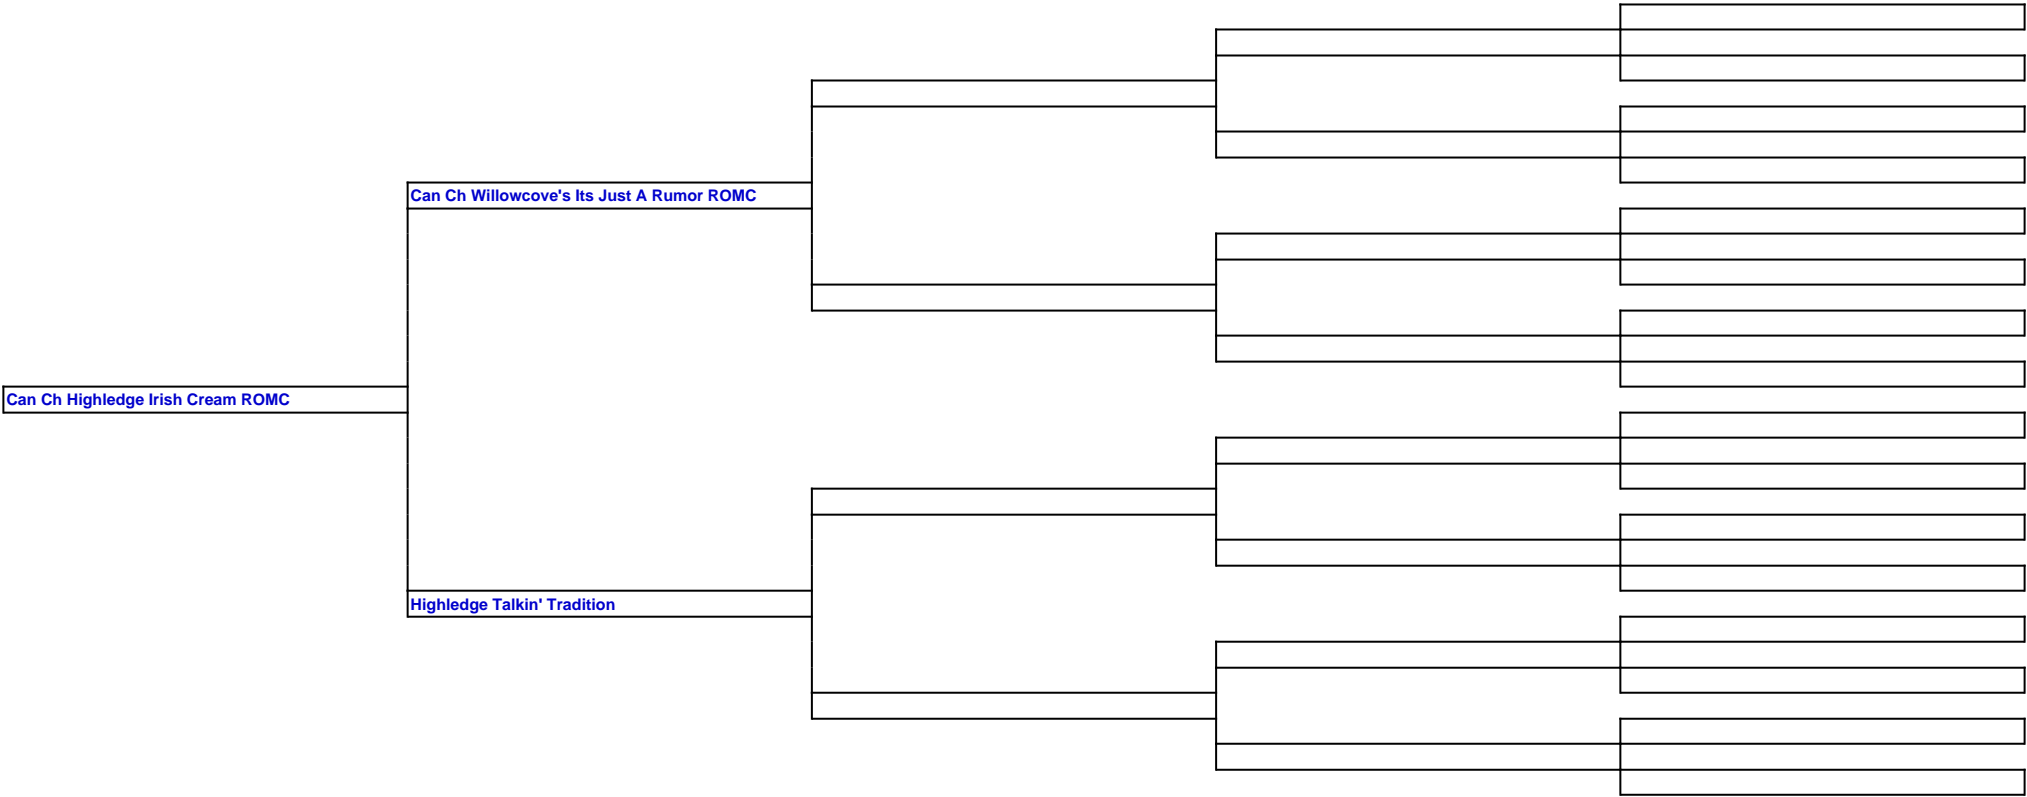 Can Ch Willowcove's Its Just A Rumor ROMC
Can Ch Highledge Irish Cream ROMC
Highledge Talkin' Tradition